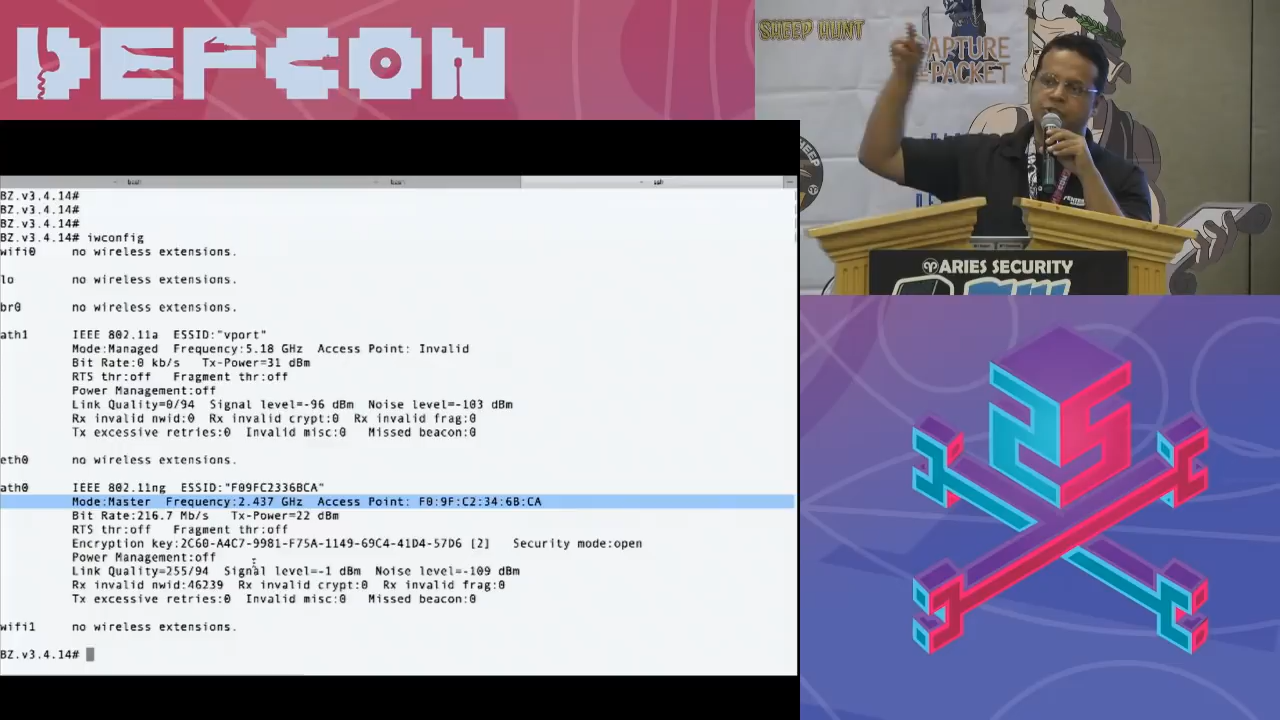 DEFCON
SHEEP HUNT
CAPTURE
PACKET
ARIES SECURITY
BZ.v3.4.14#
BZ.v3.4.14#
BZ.v3.4.14#
BZ.v3.4.14# iwconfig
wifi0 no wireless extensions.
lo no wireless extensions.
br0 no wireless extensions.
ath1 IEEE 802.11a ESSID:"vport"
Mode:Managed Frequency:5.18 GHz Access Point: Invalid
Bit Rate:0 kb/s Tx-Power=31 dBm
RTS thr:off Fragment thr:off
Power Management:off
Link Quality=0/94 Signal level=-96 dBm Noise level=-103 dBm
Rx invalid nwid:0 Rx invalid crypt:0 Rx invalid frag:0
Tx excessive retries:0 Invalid misc:0 Missed beacon:0
eth0 no wireless extensions.
ath0 IEEE 802.11ng ESSID:"F09FC2336BCA"
Mode:Master Frequency:2.437 GHz Access Point: F0:9F:C2:34:6B:CA
Bit Rate:216.7 Mb/s Tx-Power=22 dBm
RTS thr:off Fragment thr:off
Encryption key:2C60-A4C7-9981-F75A-1149-69C4-41D4-57D6 [2] Security mode:open
Power Management:off
Link Quality=255/94 Signal level=-1 dBm Noise level=-109 dBm
Rx invalid nwid:46239 Rx invalid crypt:0 Rx invalid frag:0
Tx excessive retries:0 Invalid misc:0 Missed beacon:0
wifi1 no wireless extensions.
BZ.v3.4.14#